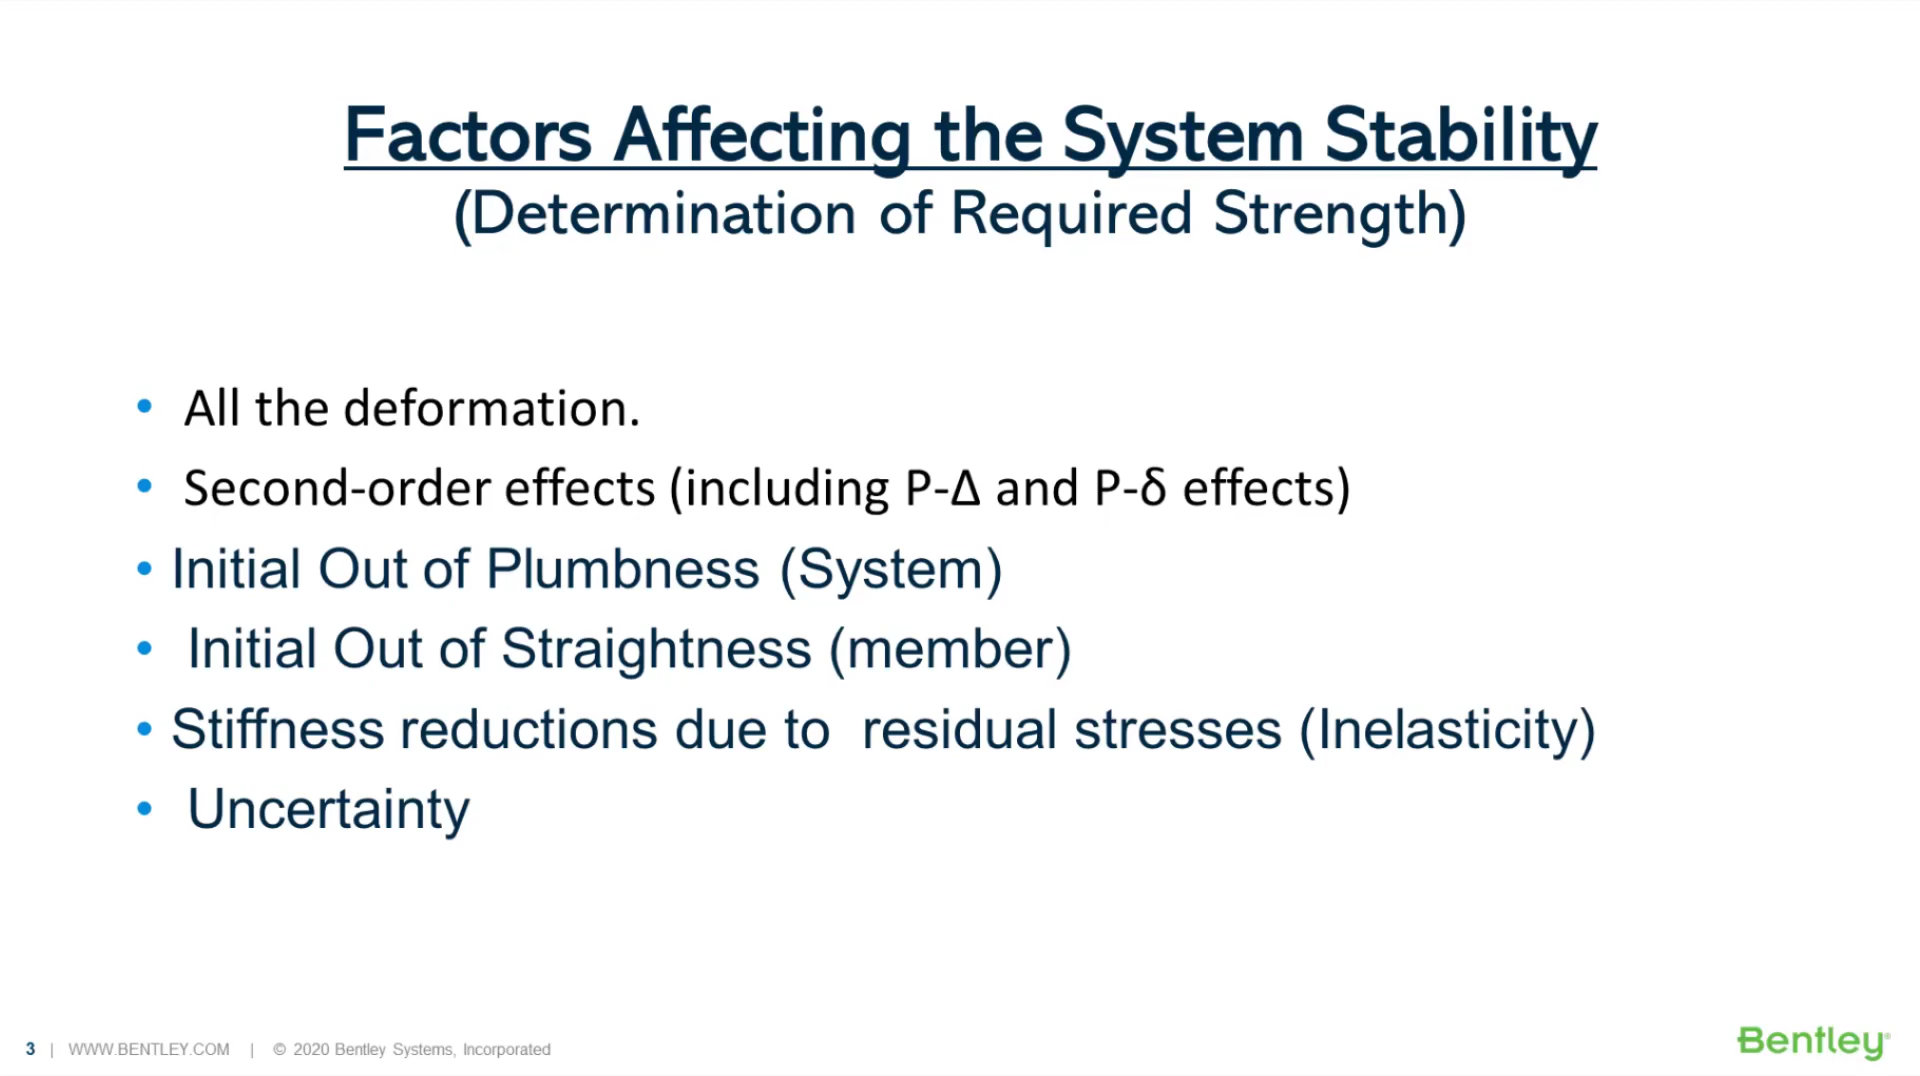 Factors Affecting the System Stability
(Determination of Required Strength)
• All the deformation.
• Second-order effects (including P-Δ and P-δ effects)
• Initial Out of Plumbness (System)
• Initial Out of Straightness (member)
• Stiffness reductions due to residual stresses (Inelasticity)
• Uncertainty
3 | WWW.BENTLEY.COM | © 2020 Bentley Systems, Incorporated
Bentley®